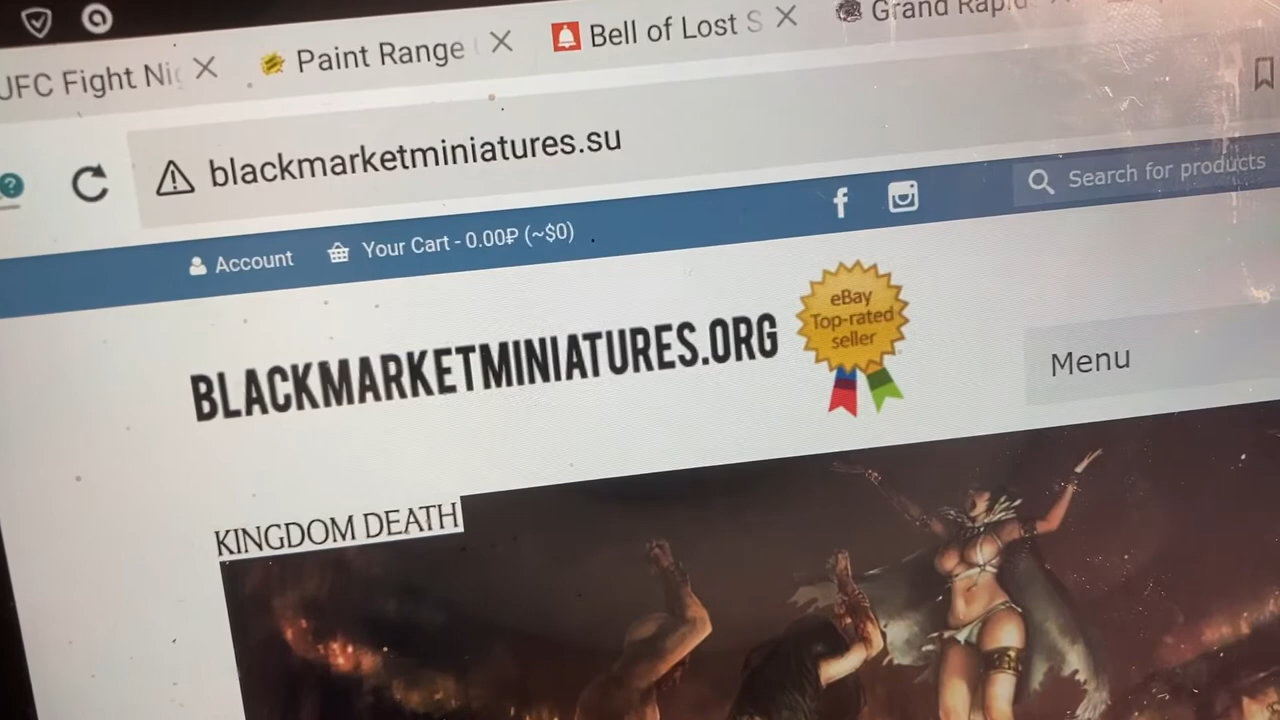 UFC Fight Ni
Paint Range
Bell of Lost S
Grand Rapid
blackmarketminiatures.su
Account
Your Cart - 0.00₽ (~$0)
Search for products
BLACKMARKETMINIATURES.ORG
eBay
Top-rated
seller
Menu
KINGDOM DEATH